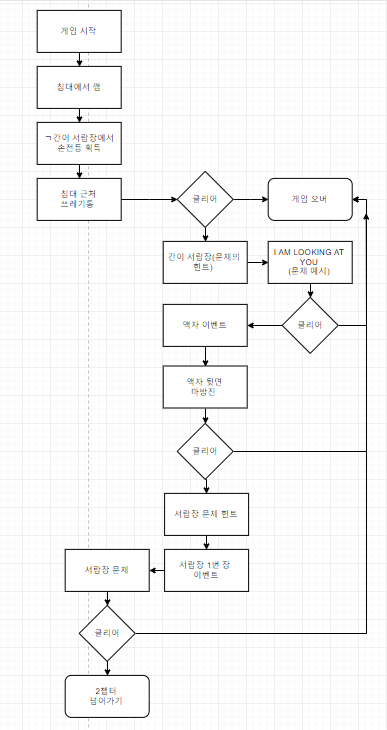 게임 시작
침대에서 깸
ㄱ간이 서랍장에서
손전등 획득
침대 근처
쓰레기통
클리어
게임 오버
간이 서랍장(문제의
힌트)
I AM LOOKING AT
YOU
(문제 예시)
액자 이벤트
클리어
액자 뒷면
마방진
클리어
서랍장 문제 힌트
서랍장 문제
서랍장 1번 장
이벤트
클리어
2챕터
넘어가기